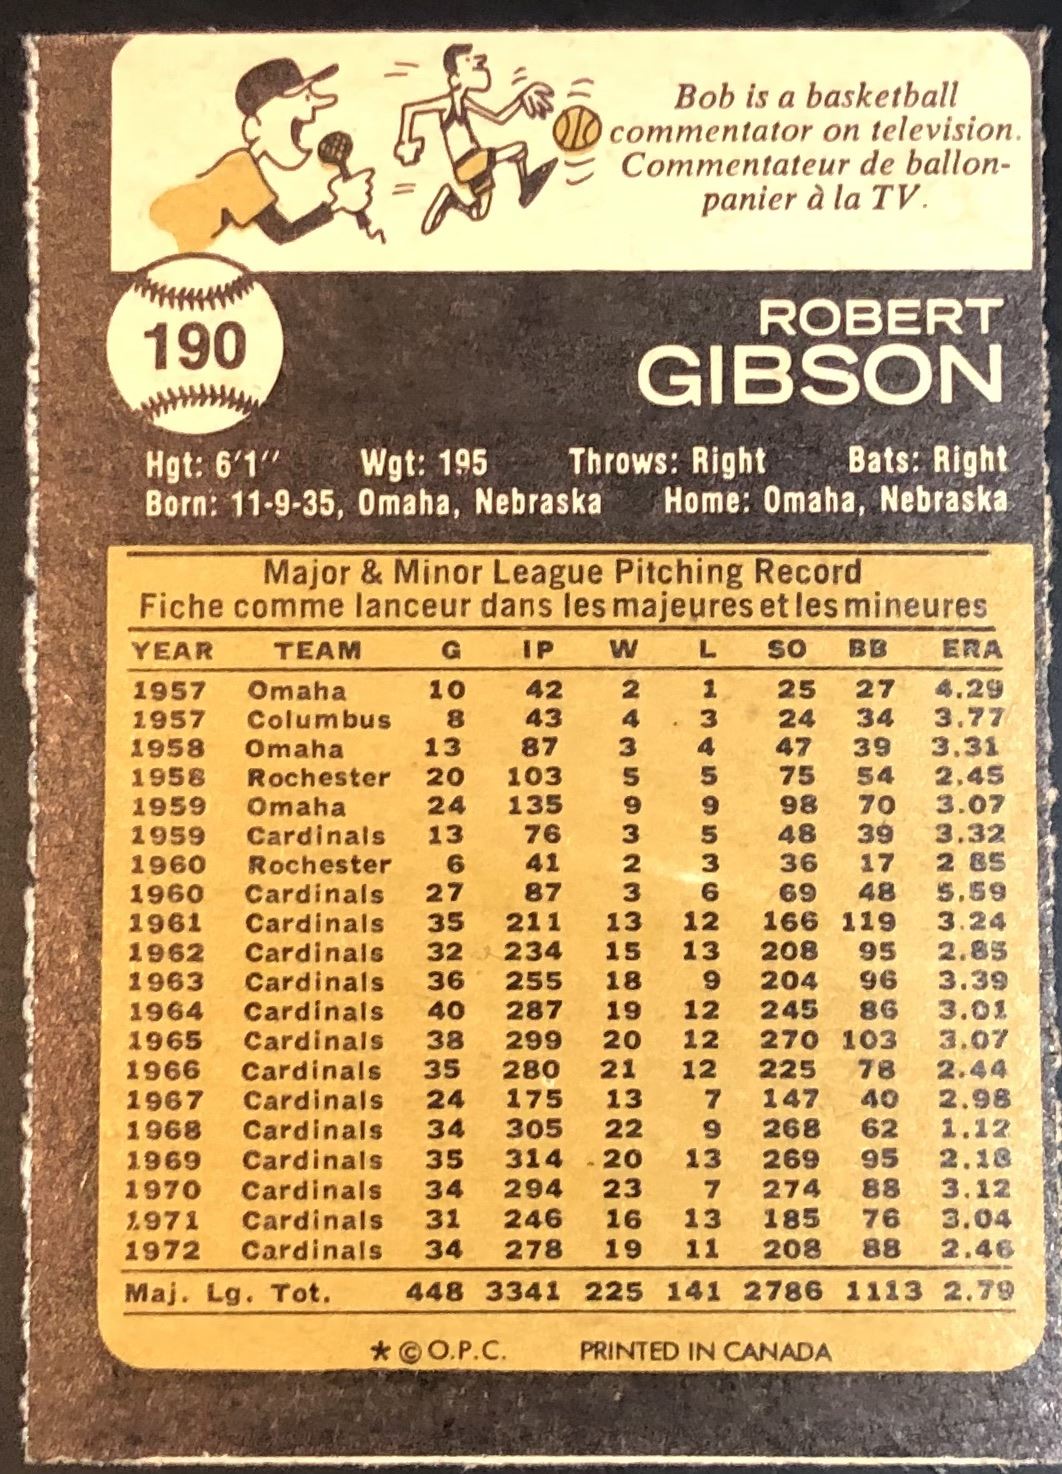 Bob is a basketball
commentator on television.
Commentateur de ballon-
panier à la TV.
190
ROBERT
GIBSON
Hgt: 6'1" Wgt: 195 Throws: Right Bats: Right
Born: 11-9-35, Omaha, Nebraska Home: Omaha, Nebraska
Major & Minor League Pitching Record
Fiche comme lanceur dans les majeures et les mineures
YEAR TEAM G IP W L SO BB ERA
1957 Omaha 10 42 2 1 25 27 4.29
1957 Columbus 8 43 4 3 24 34 3.77
1958 Omaha 13 87 3 4 47 39 3.31
1958 Rochester 20 103 5 5 75 54 2.45
1959 Omaha 24 135 9 9 98 70 3.07
1959 Cardinals 13 76 3 5 48 39 3.32
1960 Rochester 6 41 2 3 36 17 2 85
1960 Cardinals 27 87 3 6 69 48 5.59
1961 Cardinals 35 211 13 12 166 119 3.24
1962 Cardinals 32 234 15 13 208 95 2.85
1963 Cardinals 36 255 18 9 204 96 3.39
1964 Cardinals 40 287 19 12 245 86 3.01
1965 Cardinals 38 299 20 12 270 103 3.07
1966 Cardinals 35 280 21 12 225 78 2.44
1967 Cardinals 24 175 13 7 147 40 2.98
1968 Cardinals 34 305 22 9 268 62 1.12
1969 Cardinals 35 314 20 13 269 95 2.18
1970 Cardinals 34 294 23 7 274 88 3.12
1971 Cardinals 31 246 16 13 185 76 3.04
1972 Cardinals 34 278 19 11 208 88 2.46
Maj. Lg. Tot. 448 3341 225 141 2786 1113 2.79
* © O.P.C. PRINTED IN CANADA